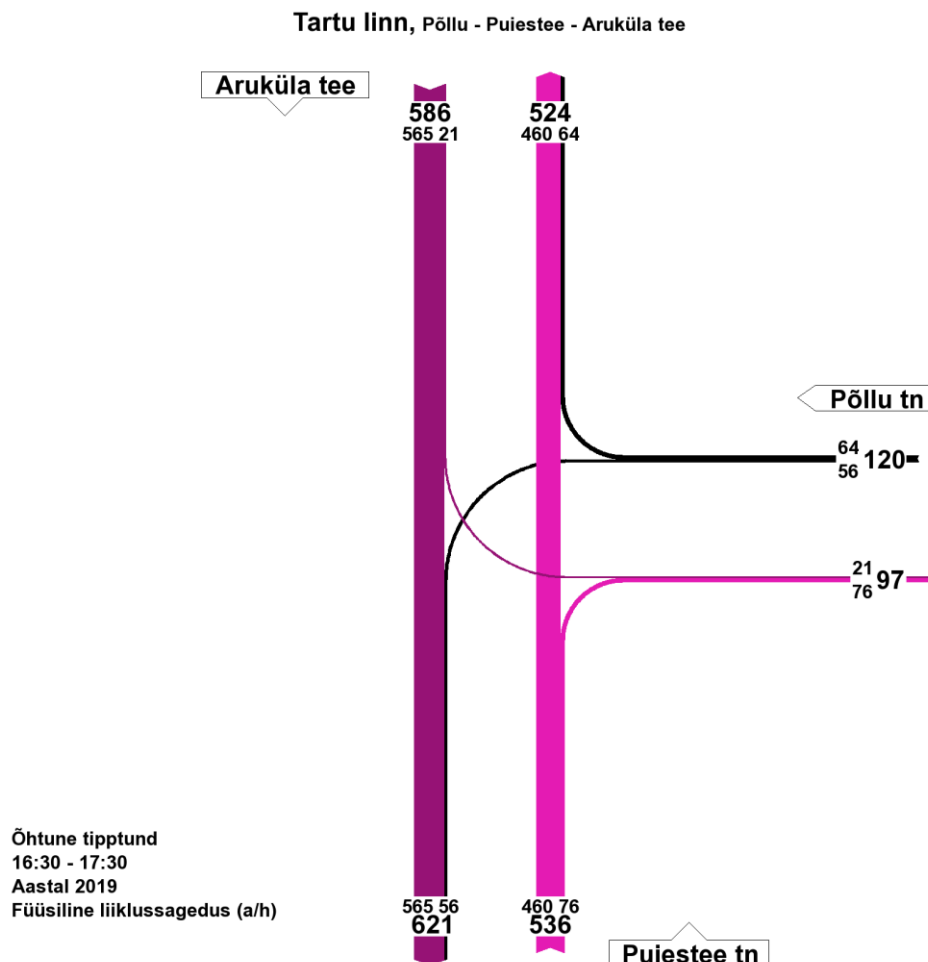 Tartu linn, Põllu - Puiestee - Aruküla tee
Aruküla tee
586
565 21
524
460 64
Põllu tn
64
56
120
21
76
97
Õhtune tipptund
16:30 - 17:30
Aastal 2019
Füüsiline liiklussagedus (a/h)
565 56
621
460 76
536
Puiestee tn